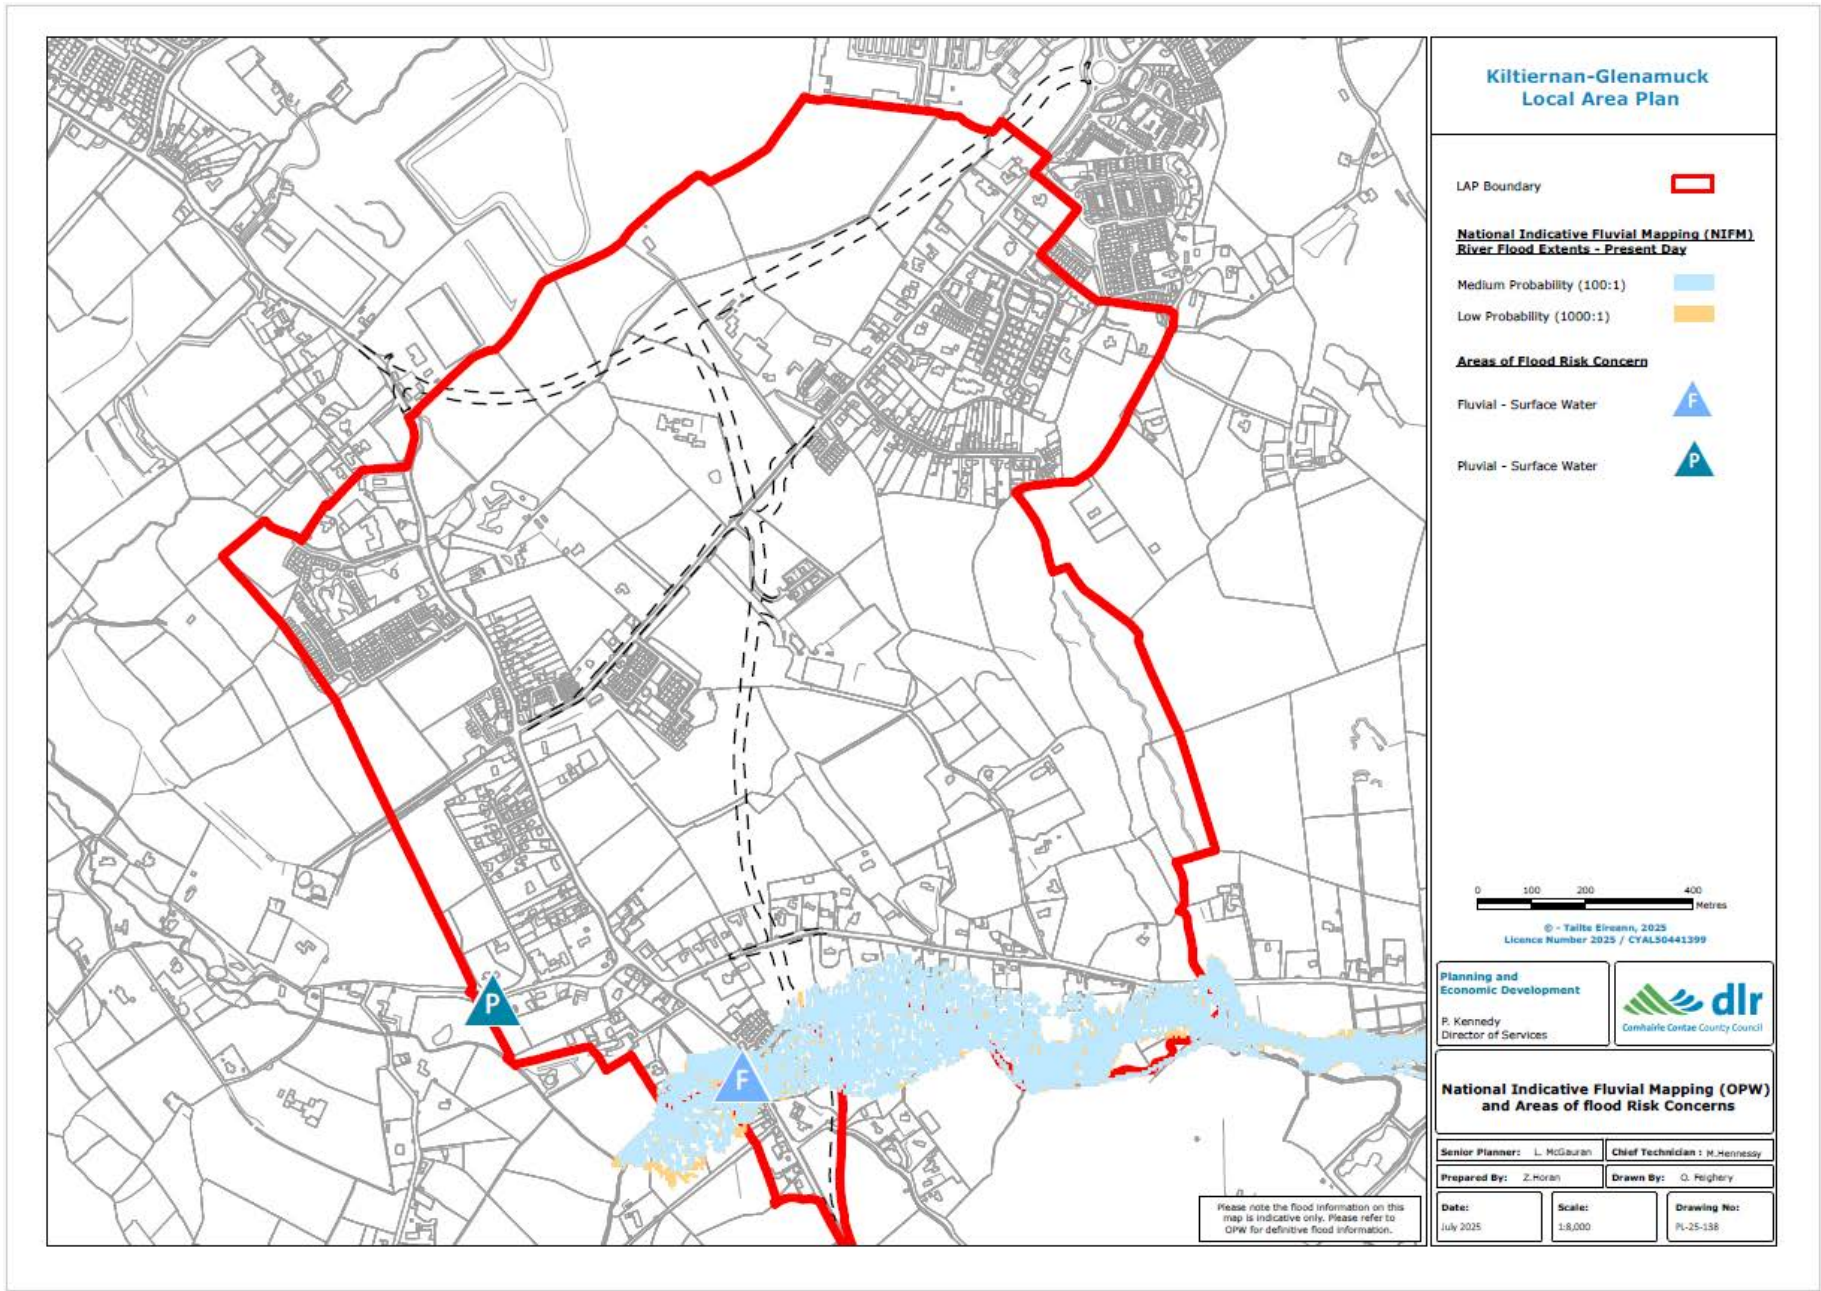 Kiltiernan-Glenamuck
Local Area Plan
LAP Boundary
National Indicative Fluvial Mapping (NIFM)
River Flood Extents - Present Day
Medium Probability (100:1)
Low Probability (1000:1)
Areas of Flood Risk Concern
Fluvial - Surface Water
F
Pluvial - Surface Water
P
P
F
0 100 200 400
Metres
© - Tailte Eireann, 2025
Licence Number 2025 / CYAL50441399
Planning and
Economic Development
P. Kennedy
Director of Services
dlr
Comhairle Contae County Council
National Indicative Fluvial Mapping (OPW)
and Areas of flood Risk Concerns
Senior Planner: L. McGauran
Chief Technician : M.Hennessy
Prepared By: Z.Horan
Drawn By: O. Feighery
Date:
July 2025
Scale:
1:8,000
Drawing No:
PL-25-138
Please note the flood information on this
map is indicative only. Please refer to
OPW for definitive flood information.